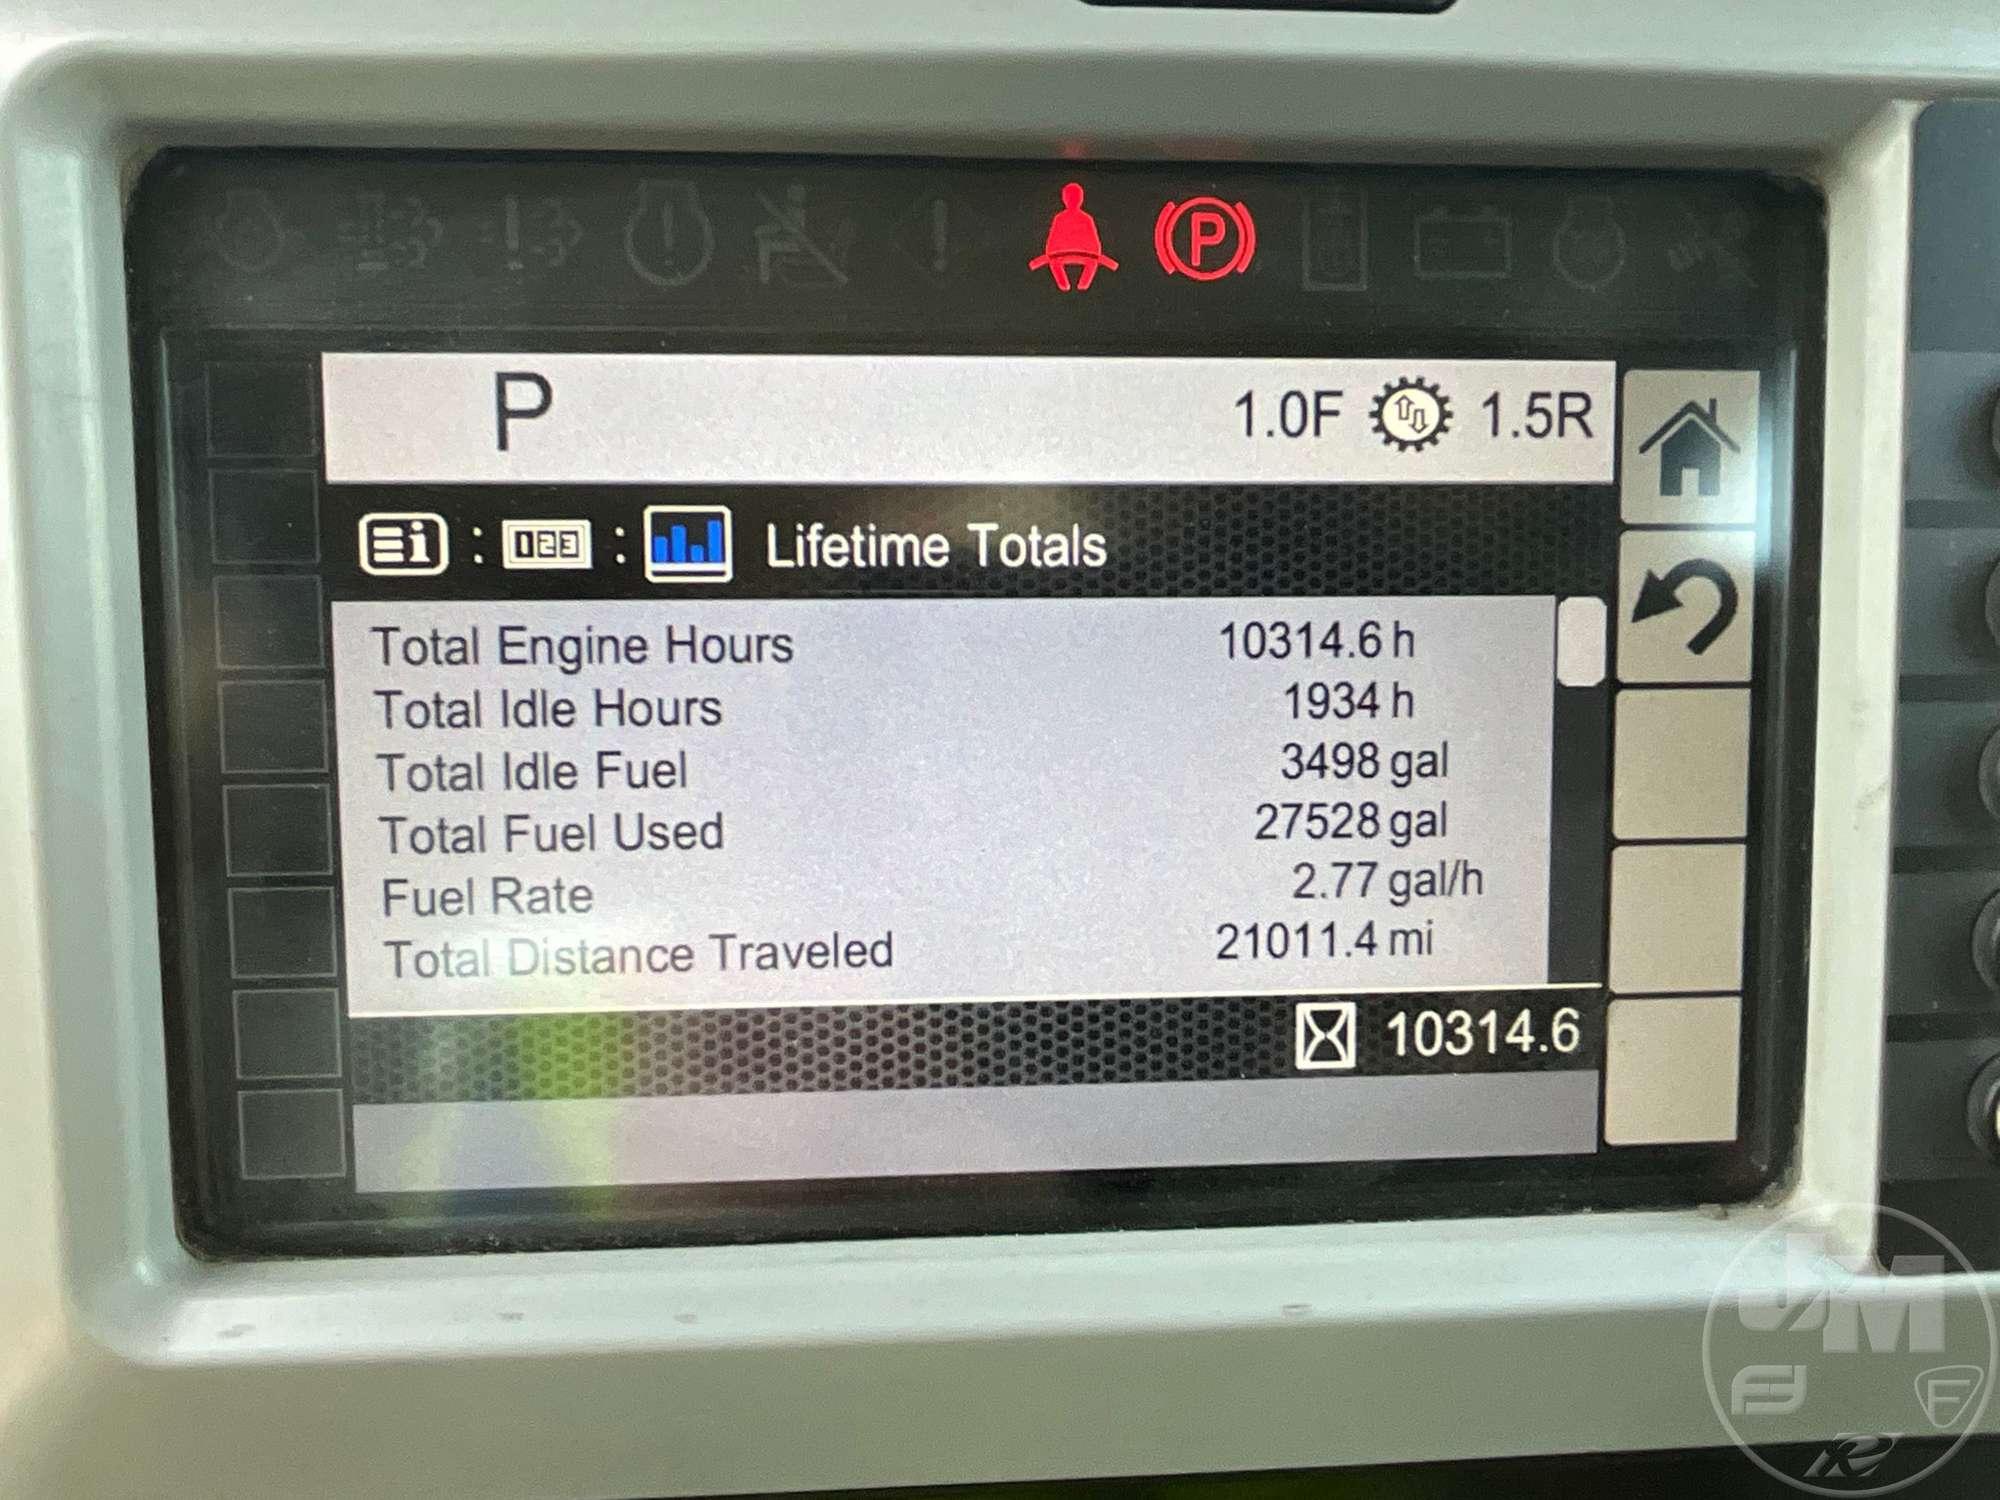 P
P 1.0F 1.5R
123 Lifetime Totals
Total Engine Hours 10314.6 h
Total Idle Hours 1934 h
Total Idle Fuel 3498 gal
Total Fuel Used 27528 gal
Fuel Rate 2.77 gal/h
Total Distance Traveled 21011.4 mi
10314.6
JM